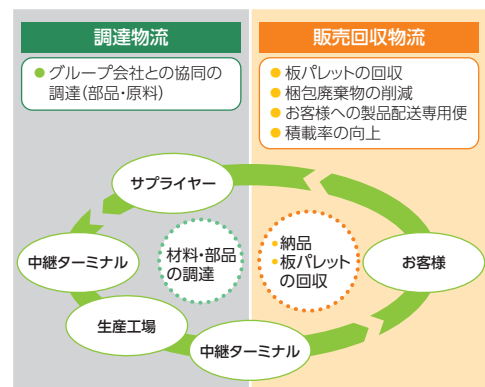 調達物流
● グループ会社との協同の
調達(部品・原料)
販売回収物流
● 板パレットの回収
● 梱包廃棄物の削減
● お客様への製品配送専用便
● 積載率の向上
サプライヤー
中継ターミナル
材料・部品
の調達
• 納品
• 板パレット
の回収
お客様
生産工場
中継ターミナル